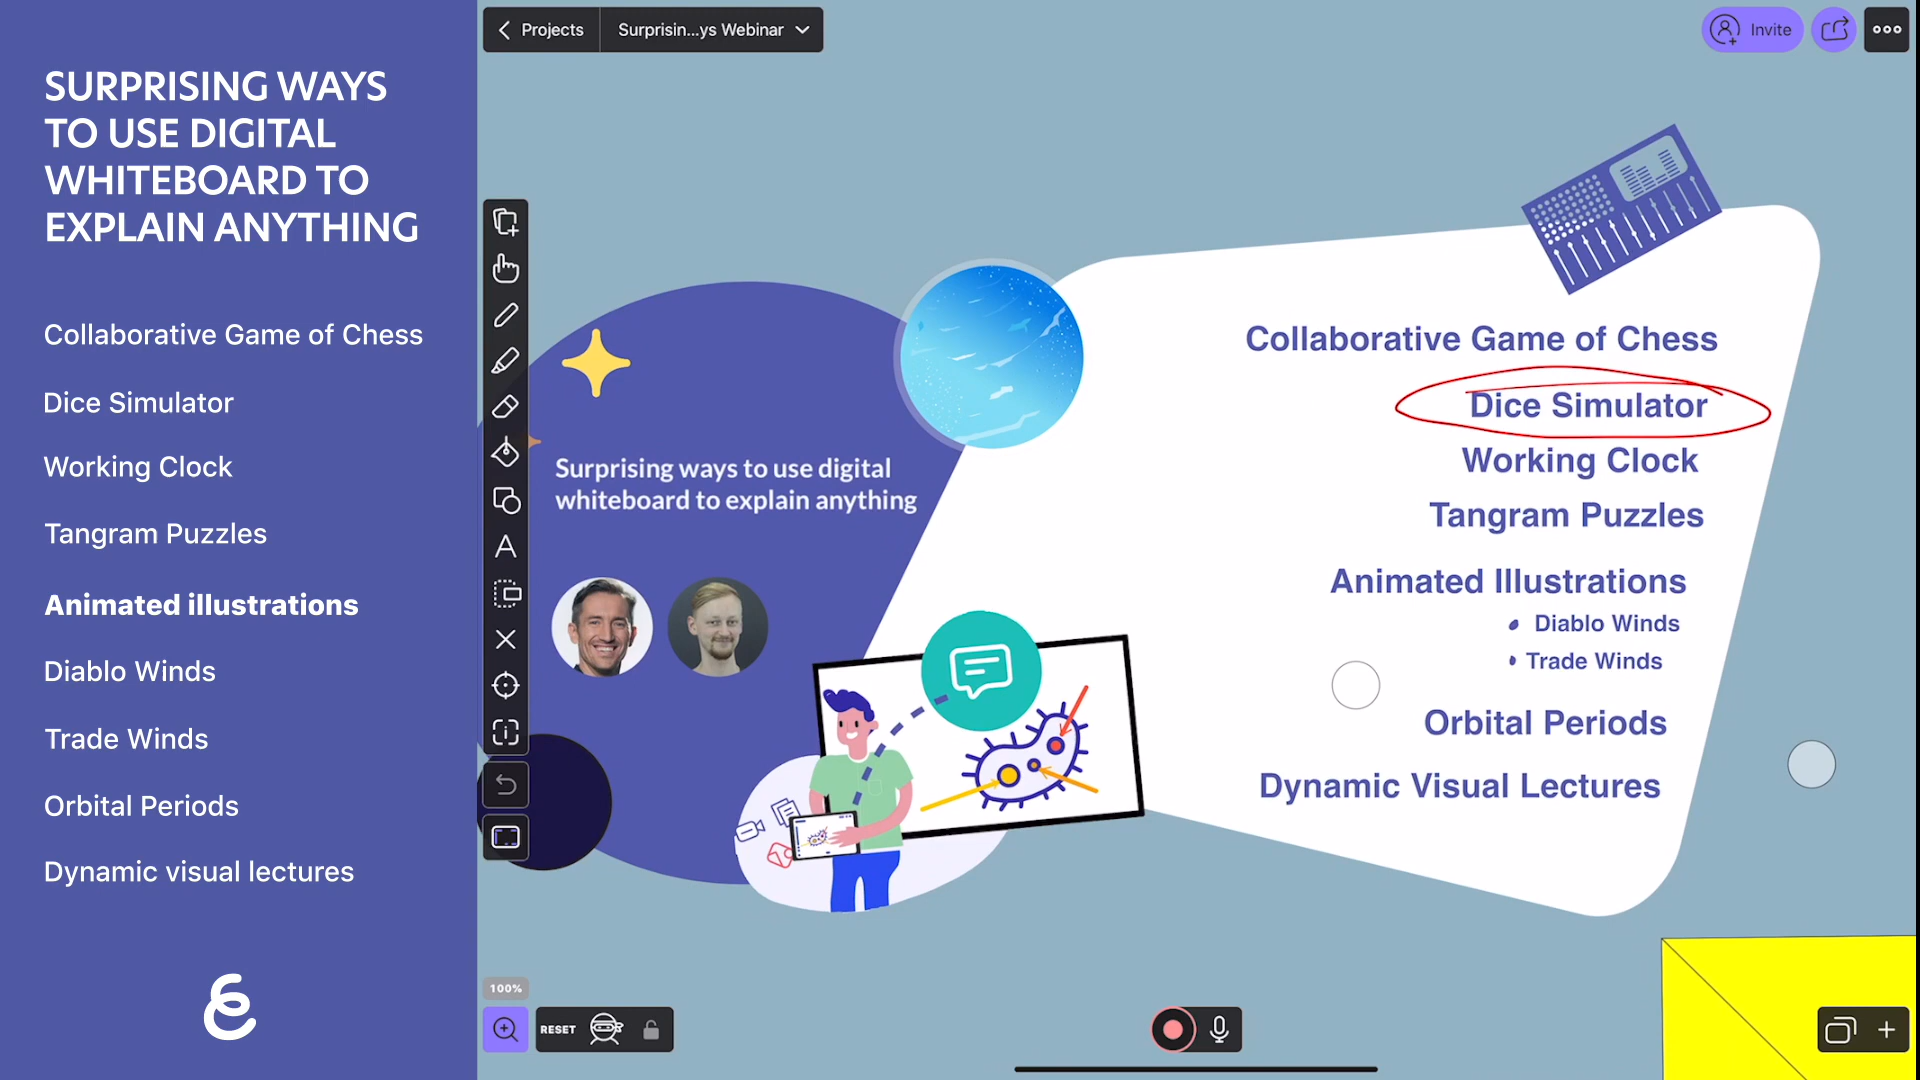 SURPRISING WAYS
TO USE DIGITAL
WHITEBOARD TO
EXPLAIN ANYTHING
Collaborative Game of Chess
Dice Simulator
Working Clock
Tangram Puzzles
Animated illustrations
Diablo Winds
Trade Winds
Orbital Periods
Dynamic visual lectures
Projects
Surprisin...ys Webinar
Invite
Surprising ways to use digital
whiteboard to explain anything
Collaborative Game of Chess
Dice Simulator
Working Clock
Tangram Puzzles
Animated Illustrations
• Diablo Winds
• Trade Winds
Orbital Periods
Dynamic Visual Lectures
100%
RESET